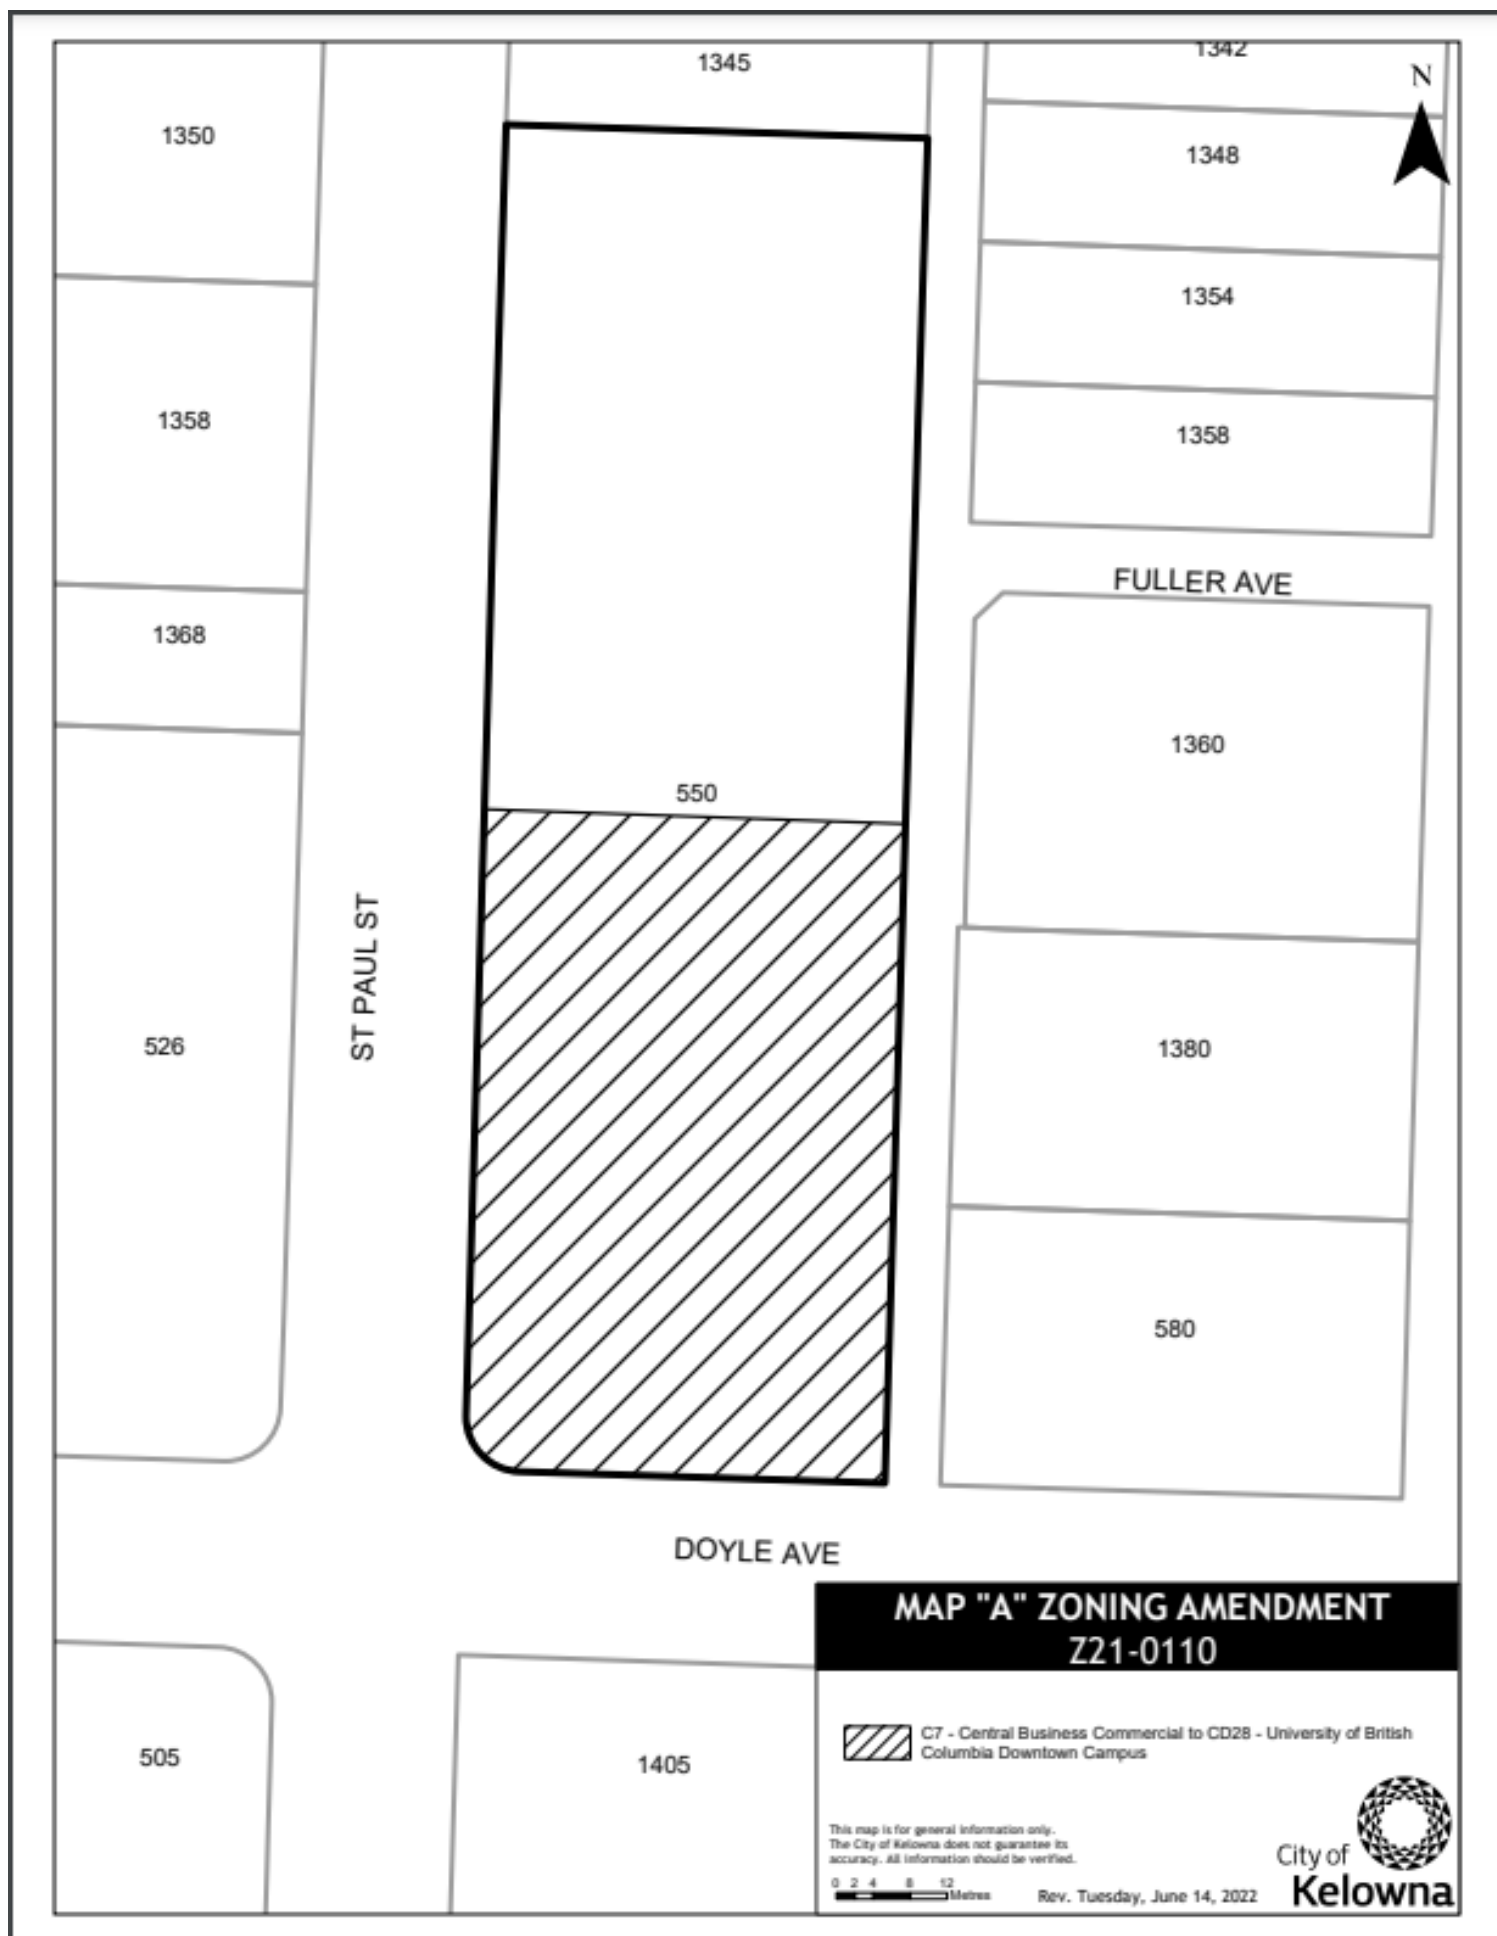 1345
1342
N
1350
1348
1354
1358
1358
FULLER AVE
1368
1360
550
ST PAUL ST
526
1380
580
DOYLE AVE
MAP "A" ZONING AMENDMENT
Z21-0110
505
1405
C7 - Central Business Commercial to CD28 - University of British
Columbia Downtown Campus
This map is for general information only.
The City of Kelowna does not guarantee its
accuracy. All information should be verified.
0 2 4 8 12
Metres
Rev. Tuesday, June 14, 2022
City of
Kelowna